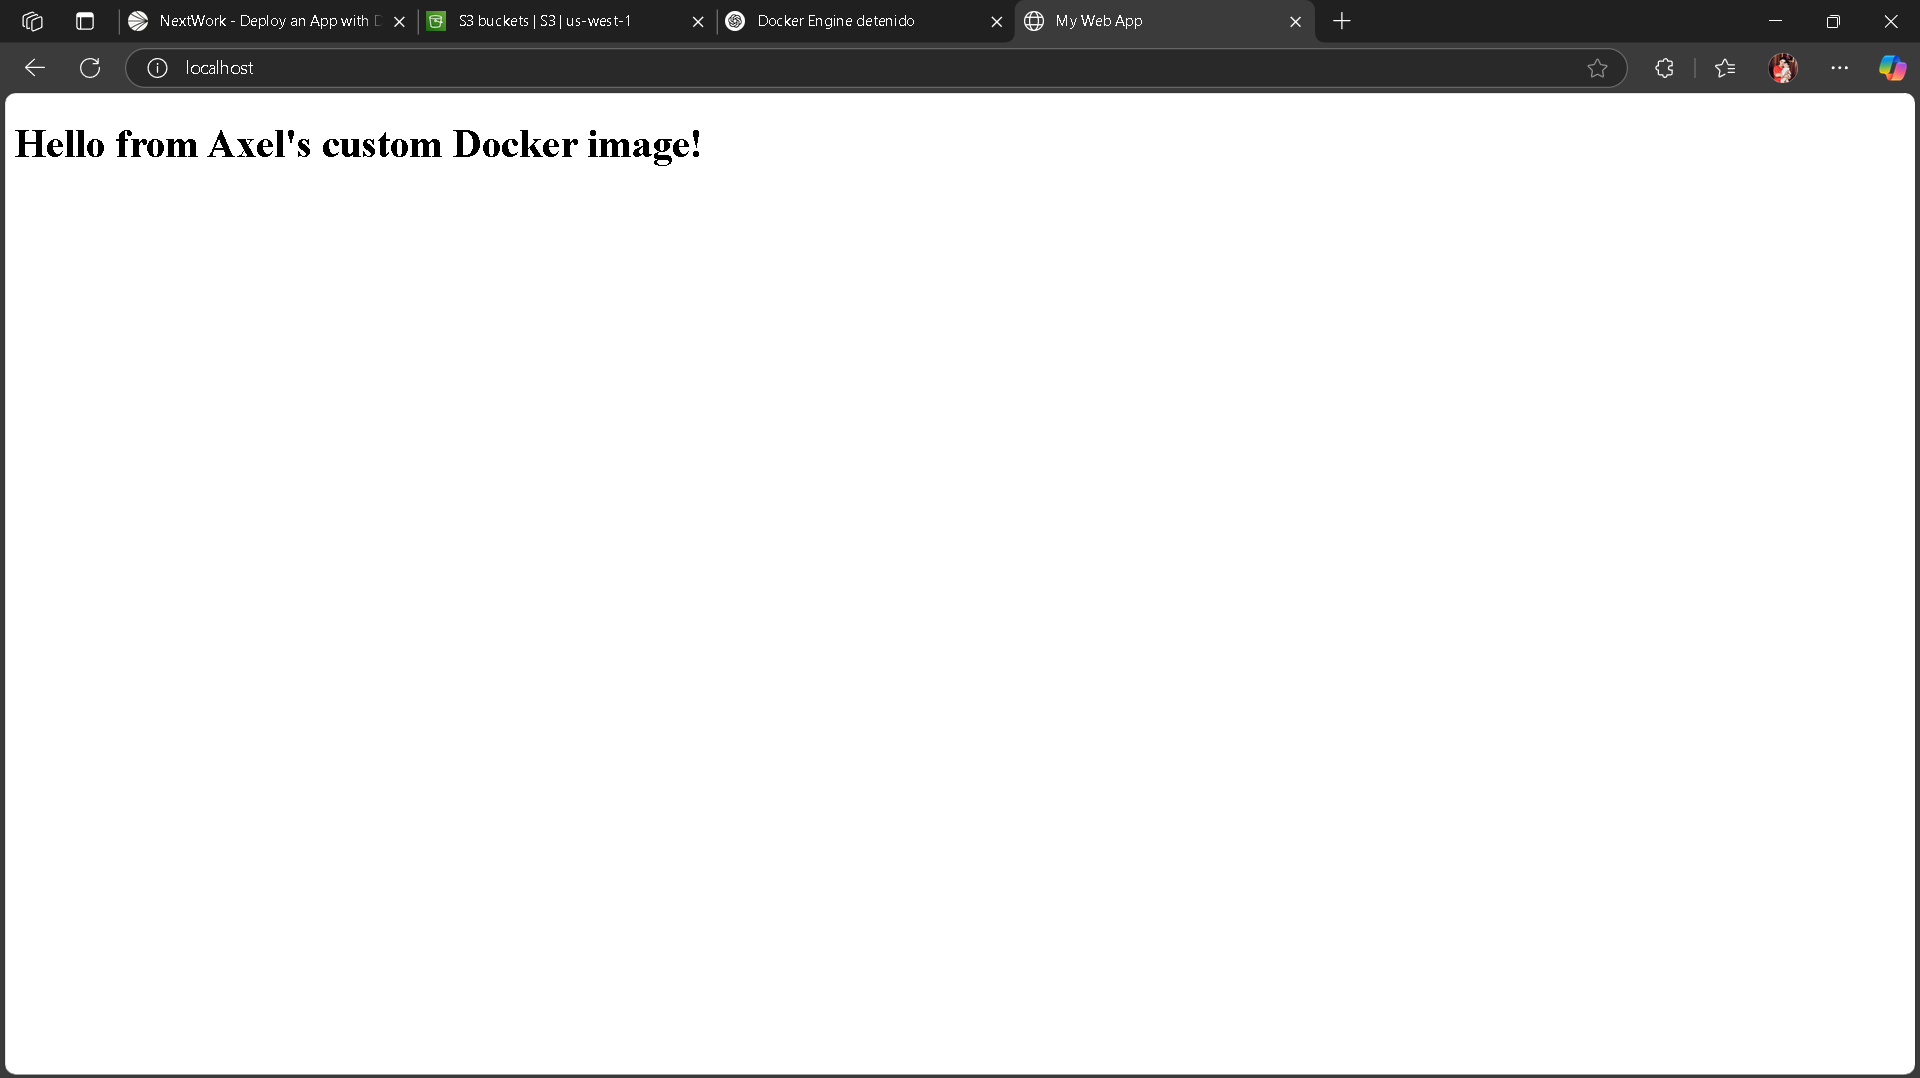 NextWork - Deploy an App with D
S3 buckets | S3 | us-west-1
Docker Engine detenido
My Web App
localhost
Hello from Axel's custom Docker image!